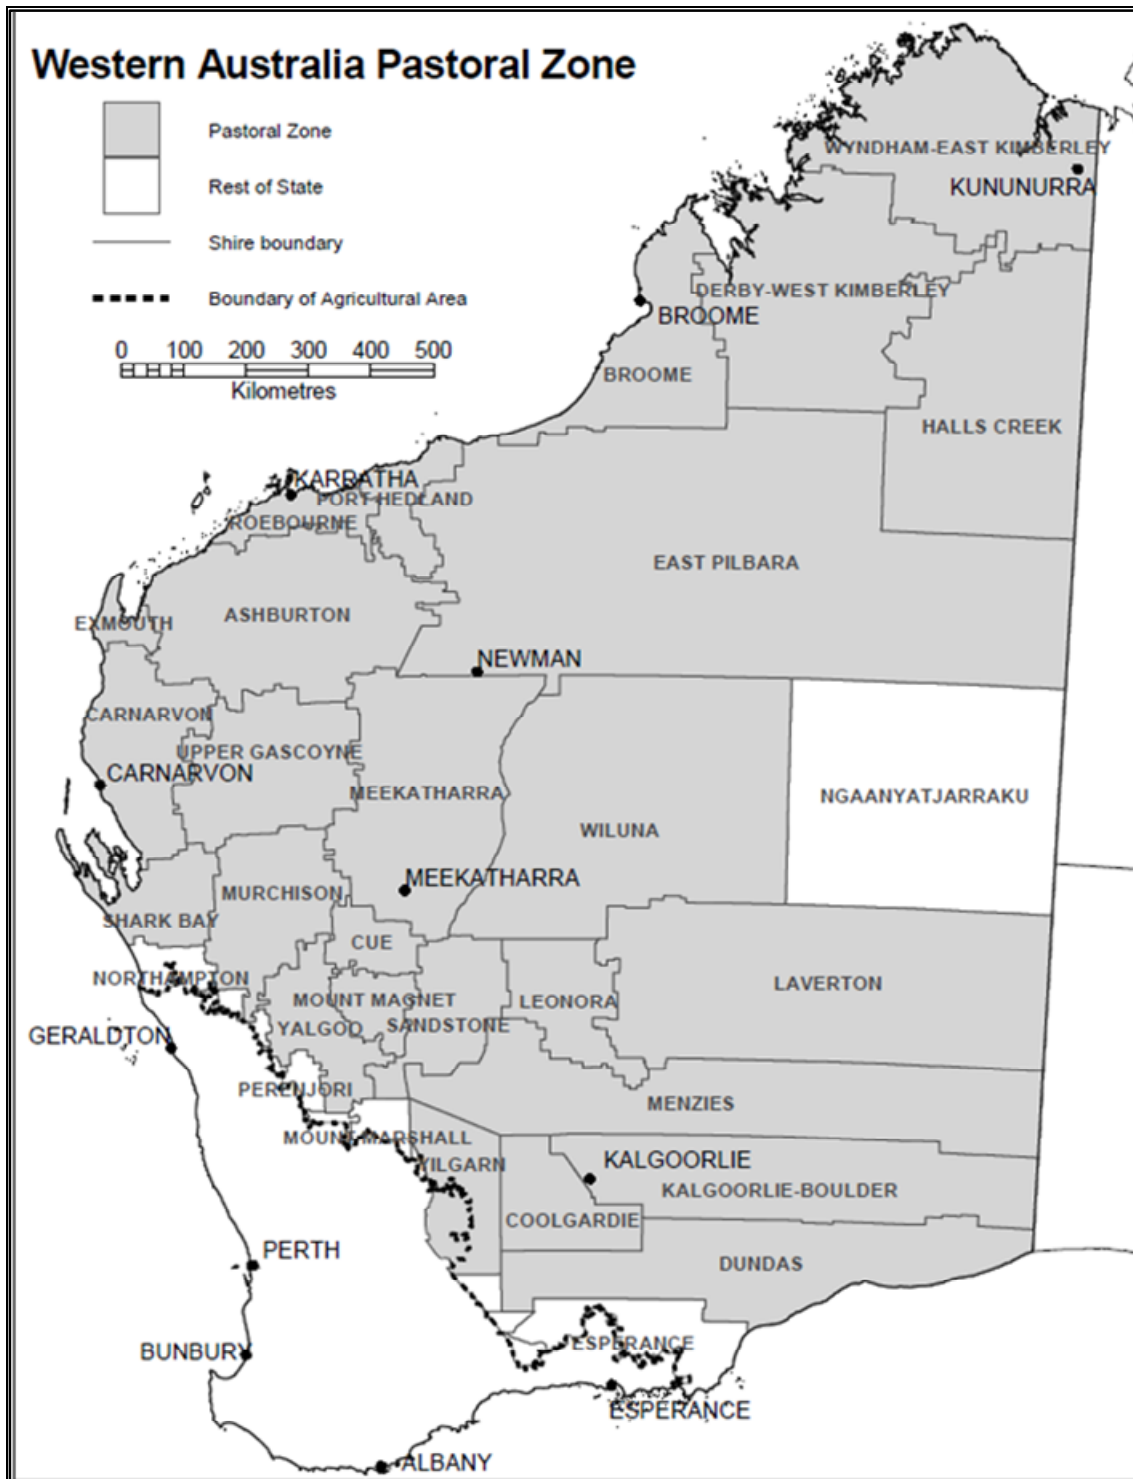 Western Australia Pastoral Zone
Pastoral Zone
Rest of State
Shire boundary
Boundary of Agricultural Area
0 100 200 300 400 500
Kilometres
WYNDHAM-EAST KIMBERLEY
KUNUNURRA
DERBY-WEST KIMBERLEY
BROOME
BROOME
HALLS CREEK
KARRATHA
PORT HEDLAND
ROEBOURNE
EAST PILBARA
ASHBURTON
EXMOUTH
NEWMAN
CARNARVON
UPPER GASCOYNE
CARNARVON
MEEKATHARRA
NGAANYATJARRAKU
WILUNA
MEEKATHARRA
MURCHISON
SHARK BAY
CUE
NORTHAMPTON
LAVERTON
MOUNT MAGNET
LEONORA
SANDSTONE
YALGOO
GERALDTON
PERENJORI
MENZIES
MOUNT MARSHALL
YILGARN
KALGOORLIE
KALGOORLIE-BOULDER
COOLGARDIE
PERTH
DUNDAS
ESPERANCE
BUNBURY
ESPERANCE
ALBANY